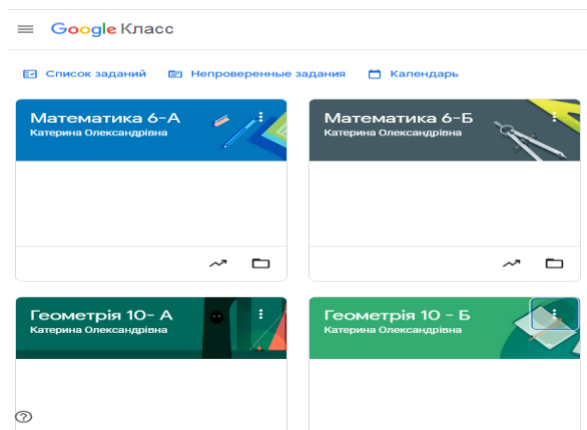 Google Класс
Список заданий Непроверенные задания Календарь
Математика 6-А
Катерина Олександрівна
Математика 6-Б
Катерина Олександрівна
Геометрія 10- А
Катерина Олександрівна
Геометрія 10 - Б
Катерина Олександрівна